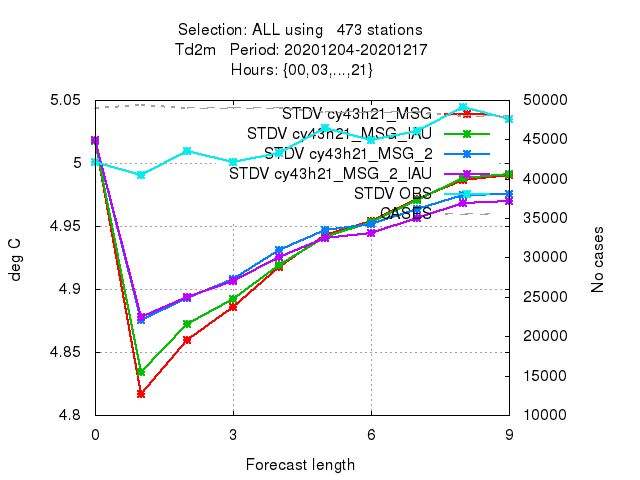 Selection: ALL using 473 stations
Td2m Period: 20201204-20201217
Hours: {00,03,...,21}
STDV cy43h21_MSG
STDV cy43h21_MSG_IAU
STDV cy43h21_MSG_2
STDV cy43h21_MSG_2_IAU
STDV OBS
CASES
5.05
5
4.95
4.9
4.85
4.8
deg C
50000
45000
40000
35000
30000
25000
20000
15000
10000
No cases
0 3 6 9
Forecast length